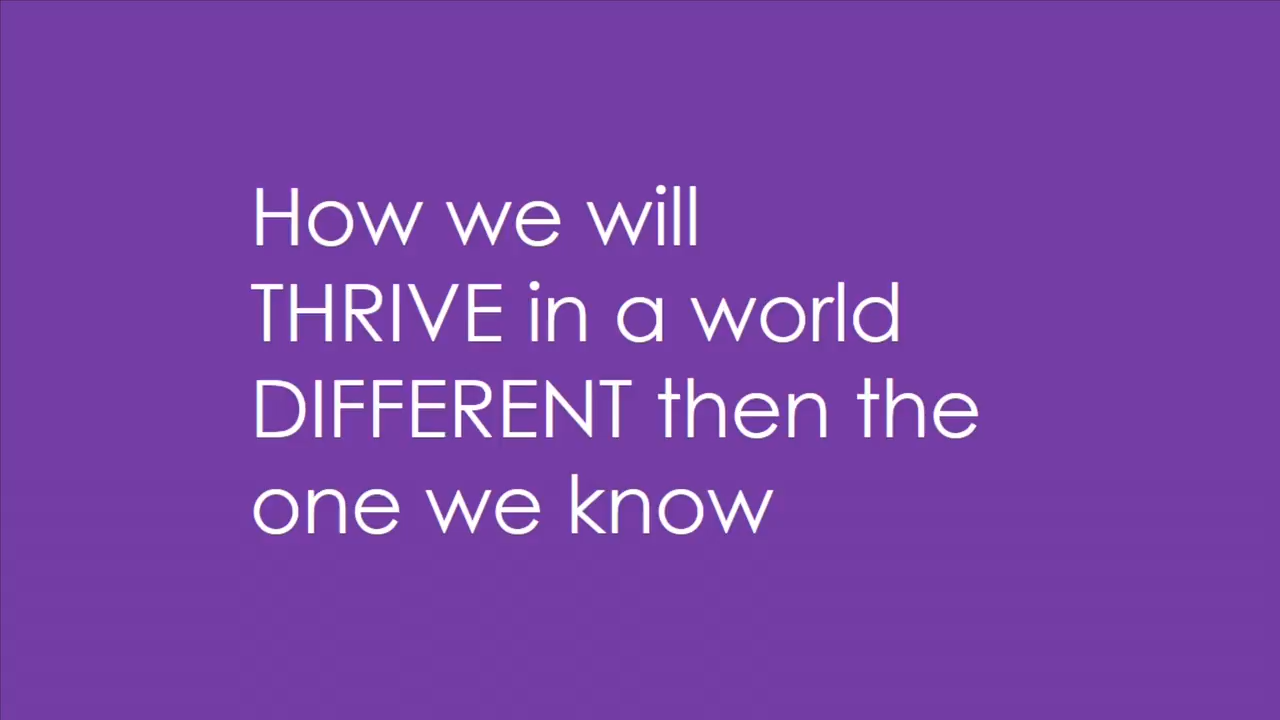 How we will
THRIVE in a world
DIFFERENT then the
one we know